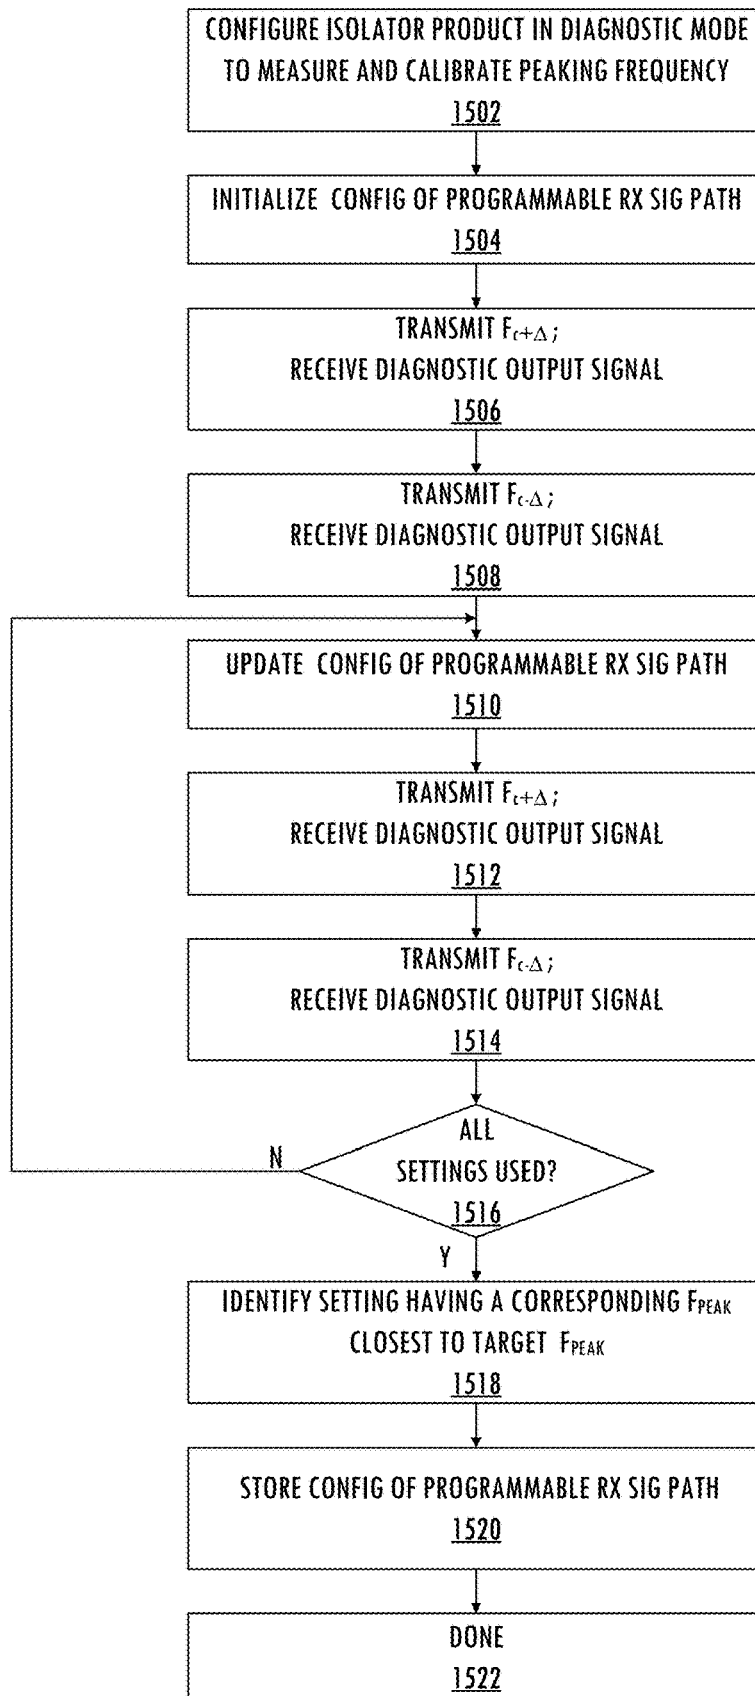 CONFIGURE ISOLATOR PRODUCT IN DIAGNOSTIC MODE
TO MEASURE AND CALIBRATE PEAKING FREQUENCY
1502
INITIALIZE CONFIG OF PROGRAMMABLE RX SIG PATH
1504
TRANSMIT Fc+Δ;
RECEIVE DIAGNOSTIC OUTPUT SIGNAL
1506
TRANSMIT Fc-Δ;
RECEIVE DIAGNOSTIC OUTPUT SIGNAL
1508
UPDATE CONFIG OF PROGRAMMABLE RX SIG PATH
1510
TRANSMIT Fc+Δ;
RECEIVE DIAGNOSTIC OUTPUT SIGNAL
1512
TRANSMIT Fc-Δ;
RECEIVE DIAGNOSTIC OUTPUT SIGNAL
1514
ALL
SETTINGS USED?
1516
N
Y
IDENTIFY SETTING HAVING A CORRESPONDING FPEAK
CLOSEST TO TARGET FPEAK
1518
STORE CONFIG OF PROGRAMMABLE RX SIG PATH
1520
DONE
1522